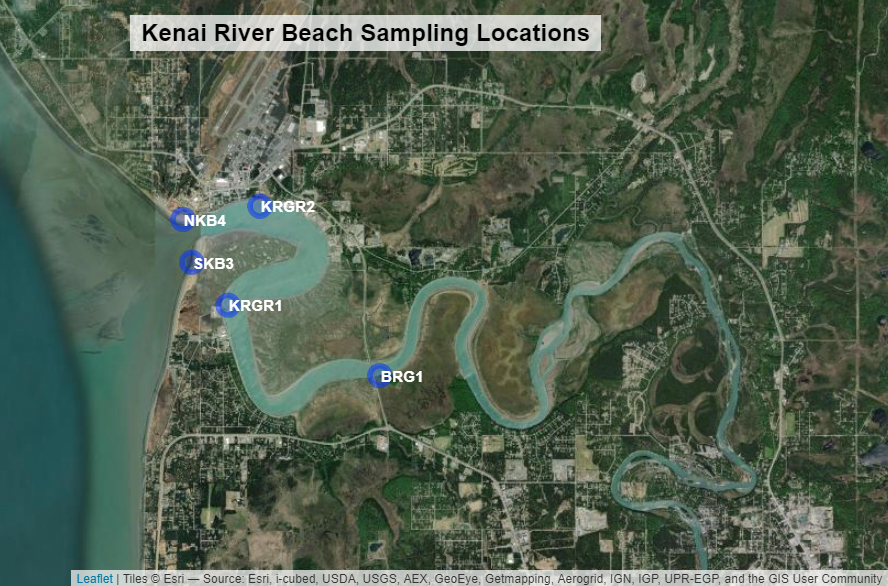 Kenai River Beach Sampling Locations
KRGR2
NKB4
SKB3
KRGR1
BRG1
Leaflet | Tiles © Esri — Source: Esri, i-cubed, USDA, USGS, AEX, GeoEye, Getmapping, Aerogrid, IGN, IGP, UPR-EGP, and the GIS User Community